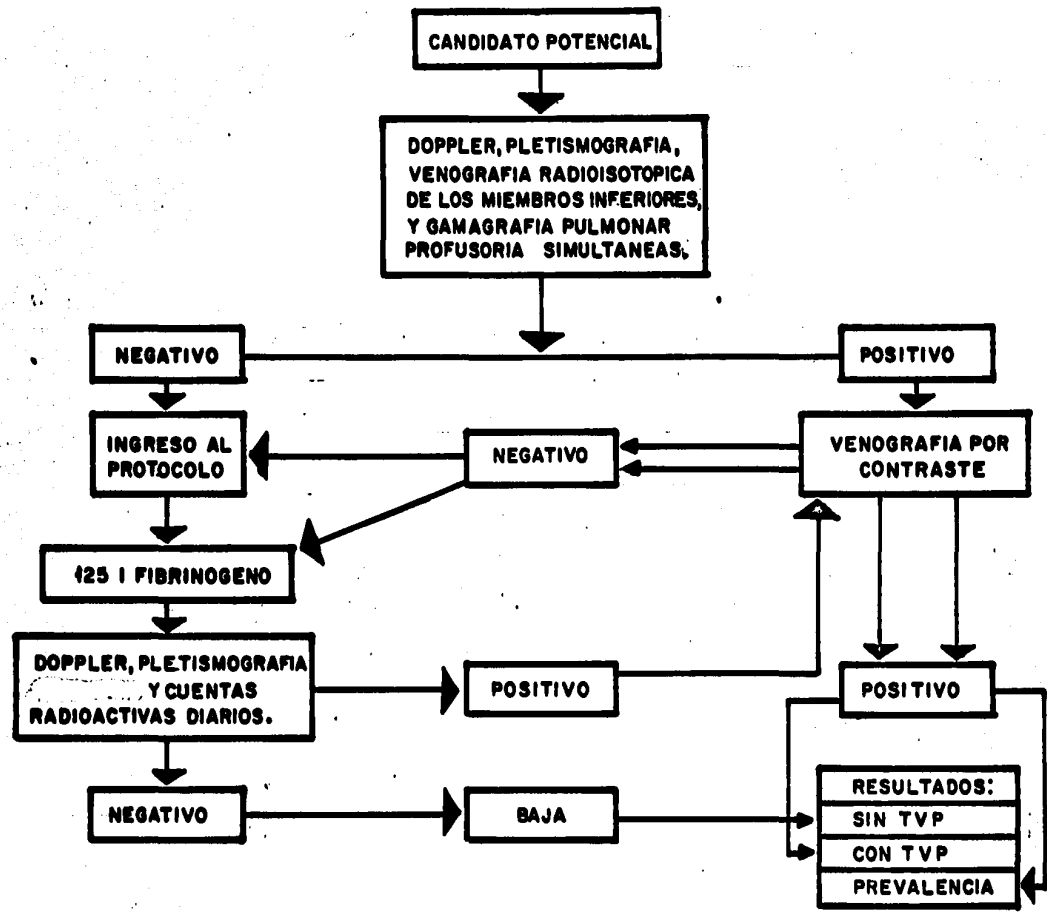 CANDIDATO POTENCIAL
DOPPLER, PLETISMOGRAFIA,
VENOGRAFIA RADIOISOTOPICA
DE LOS MIEMBROS INFERIORES,
Y GAMAGRAFIA PULMONAR
PROFUSORIA SIMULTANEAS.
NEGATIVO
POSITIVO
INGRESO AL
PROTOCOLO
NEGATIVO
VENOGRAFIA POR
CONTRASTE
125 I FIBRINOGENO
DOPPLER, PLETISMOGRAFIA
Y CUENTAS
RADIOACTIVAS DIARIOS.
POSITIVO
POSITIVO
NEGATIVO
BAJA
RESULTADOS:
SIN TVP
CON TVP
PREVALENCIA